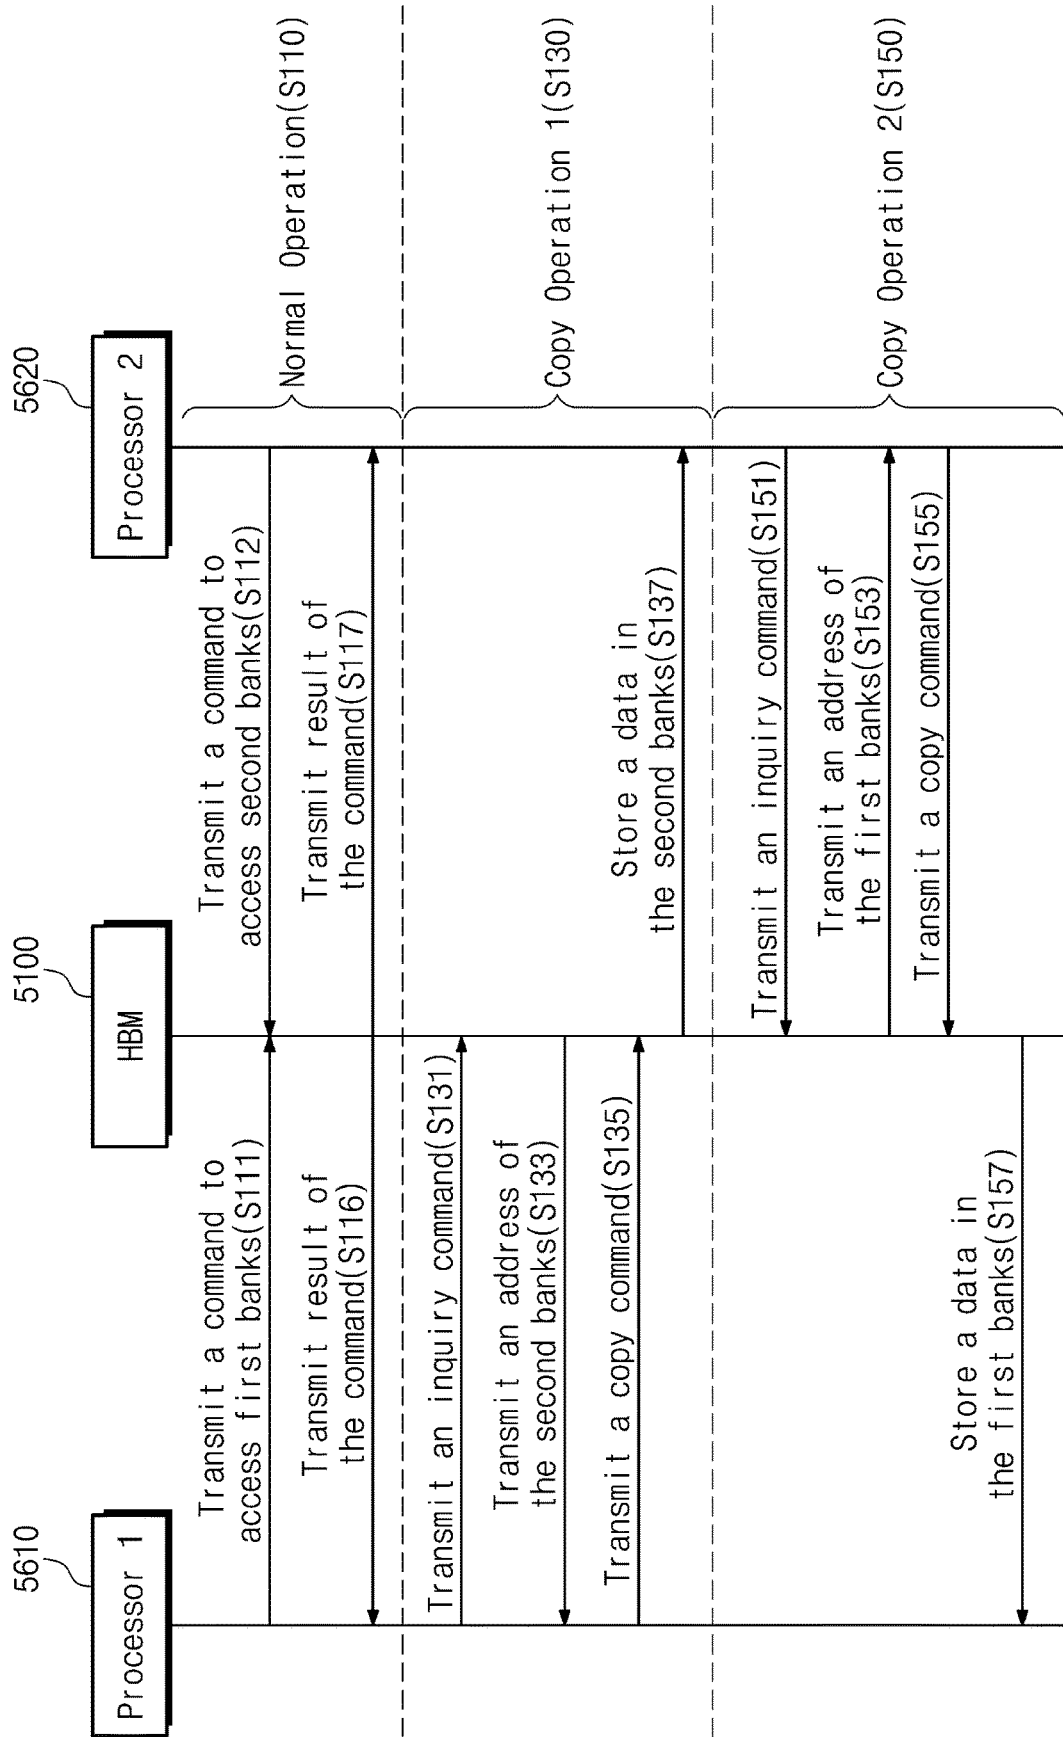 5610
Processor 1
5100
HBM
5620
Processor 2
Transmit a command to
access first banks(S111)
Transmit a command to
access second banks(S112)
Transmit result of
the command(S116)
Transmit result of
the command(S117)
Normal Operation(S110)
Transmit an inquiry command(S131)
Transmit an address of
the second banks(S133)
Transmit a copy command(S135)
Store a data in
the second banks(S137)
Copy Operation 1(S130)
Transmit an inquiry command(S151)
Transmit an address of
the first banks(S153)
Transmit a copy command(S155)
Store a data in
the first banks(S157)
Copy Operation 2(S150)